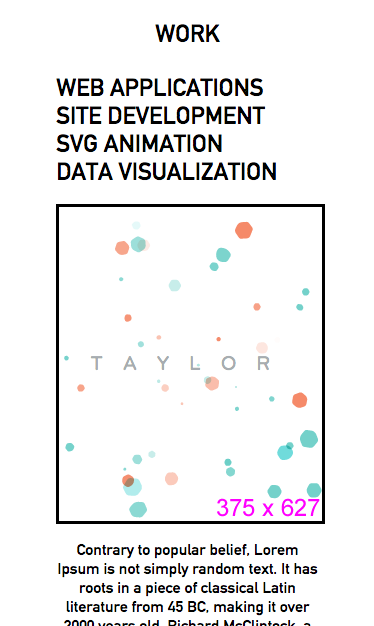 WORK
WEB APPLICATIONS
SITE DEVELOPMENT
SVG ANIMATION
DATA VISUALIZATION
TAYLOR
375 x 627
Contrary to popular belief, Lorem
Ipsum is not simply random text. It has
roots in a piece of classical Latin
literature from 45 BC, making it over
2000 years old. Richard McClintock, a